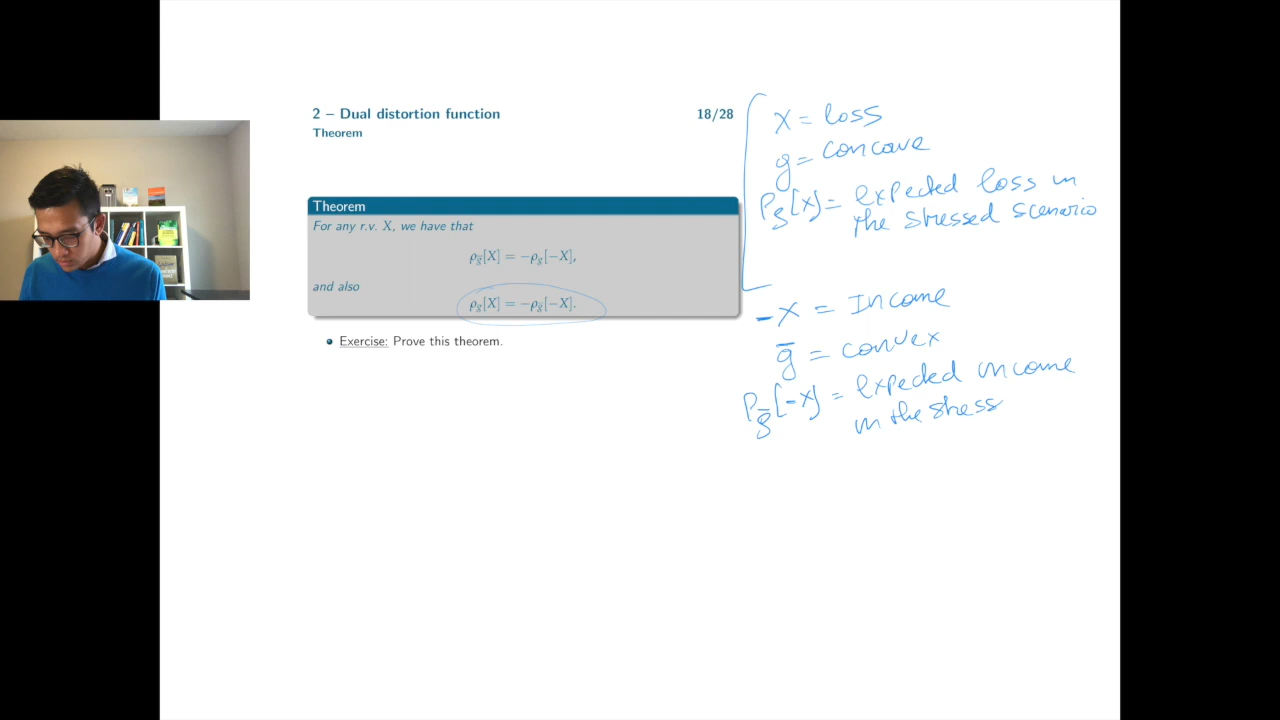 2 – Dual distortion function 18/28
Theorem
Theorem
For any r.v. X, we have that
ρ_ḡ[X] = −ρ_g[−X],
and also
ρ_g[X] = −ρ_ḡ[−X].
Exercise: Prove this theorem.
X = loss
g = concave
ρ_g[X] = expected loss in
the stressed scenario
-X = Income
ḡ = convex
ρ_ḡ[-X] = expected income
in the stress